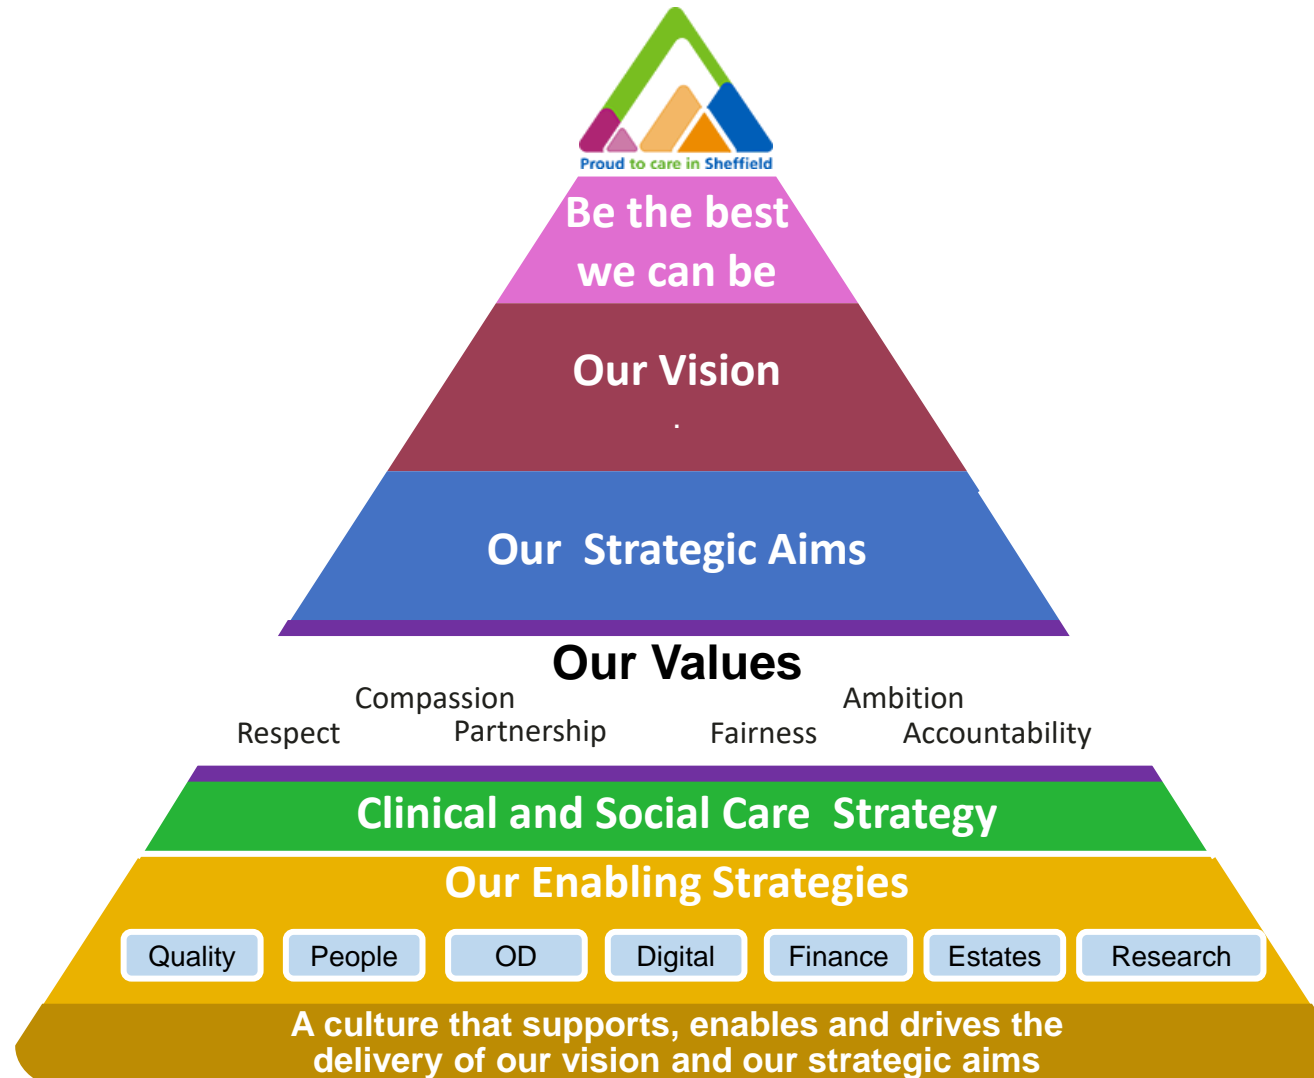 Proud to care in Sheffield
Be the best
we can be
Our Vision
.
Our Strategic Aims
Our Values
Compassion Ambition
Respect Partnership Fairness Accountability
Clinical and Social Care Strategy
Our Enabling Strategies
Quality People OD Digital Finance Estates Research
A culture that supports, enables and drives the
delivery of our vision and our strategic aims